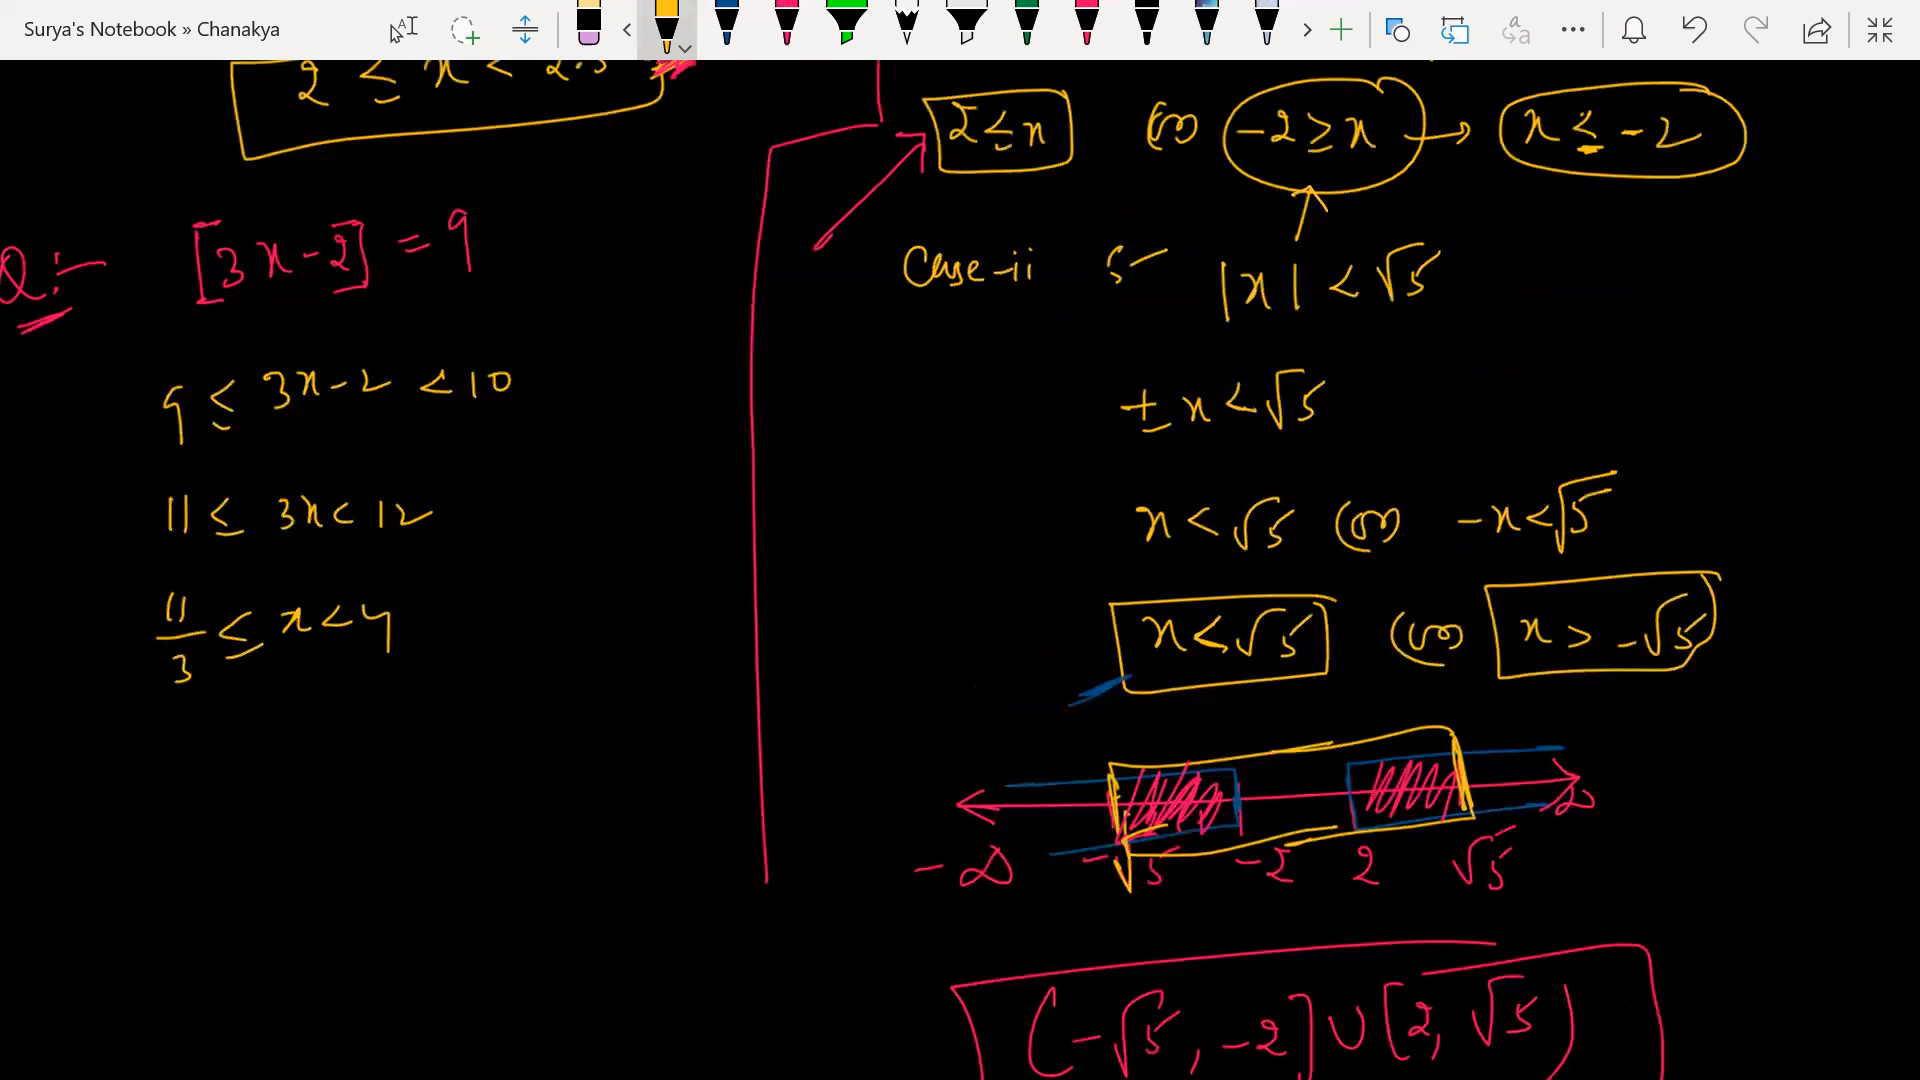 Surya's Notebook » Chanakya
2 ≤ x < 2.5
Q:- [3x-2] = 9
9 ≤ 3x-2 < 10
11 ≤ 3x < 12
11/3 ≤ x < 4
2 ≤ x (or) -2 ≥ x → x ≤ -2
Case-ii :- |x| < √5
± x < √5
x < √5 (or) -x < √5
x < √5 (or) x > -√5
-∞ -√5 -2 2 √5 ∞
(-√5, -2] ∪ [2, √5)